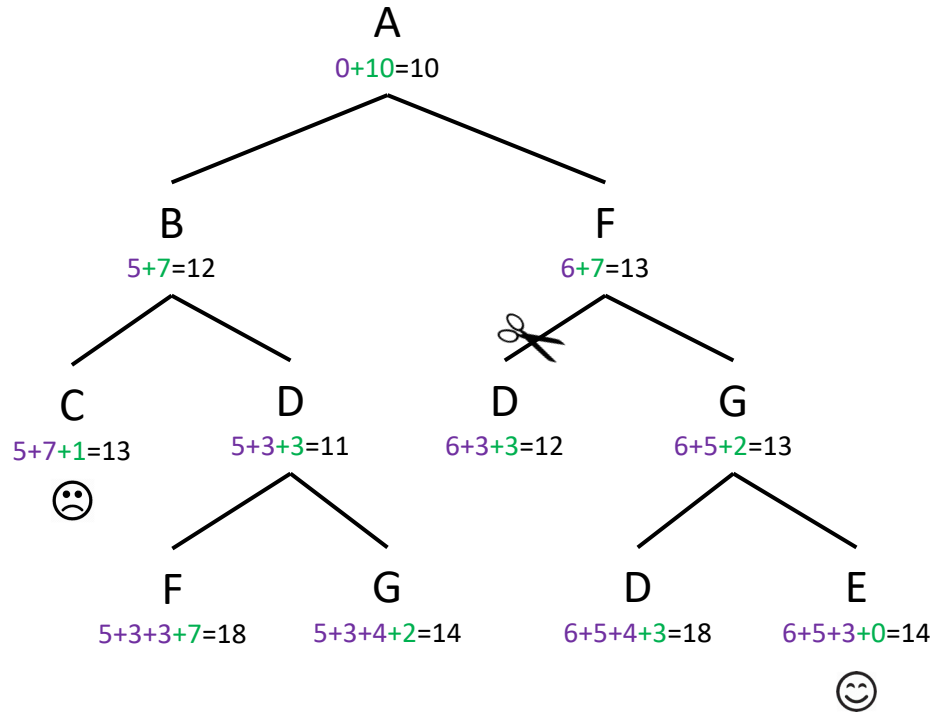 A
0+10=10
B
F
5+7=12
6+7=13
C
D
D
G
5+7+1=13
5+3+3=11
6+3+3=12
6+5+2=13
F
G
D
E
5+3+3+7=18
5+3+4+2=14
6+5+4+3=18
6+5+3+0=14